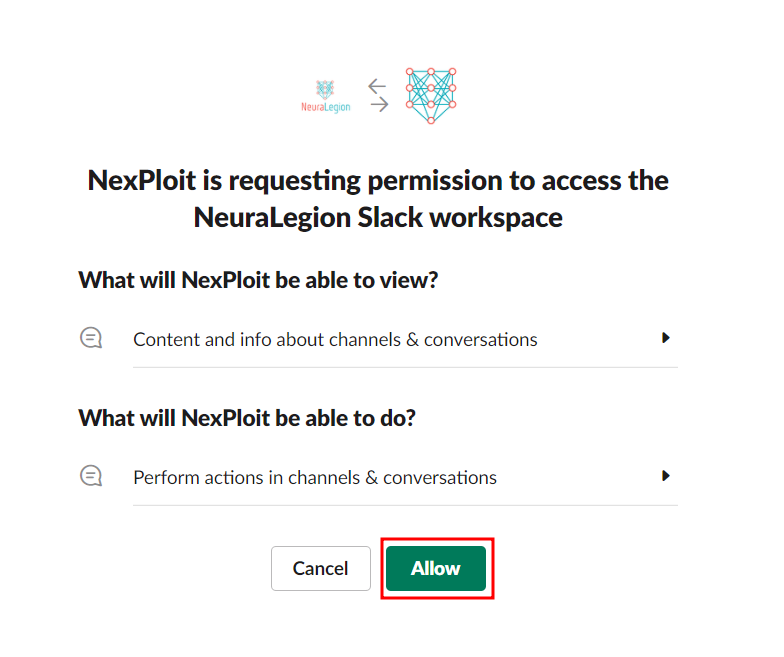 NeuraLegion
NexPloit is requesting permission to access the
NeuraLegion Slack workspace
What will NexPloit be able to view?
Content and info about channels & conversations
What will NexPloit be able to do?
Perform actions in channels & conversations
Cancel
Allow